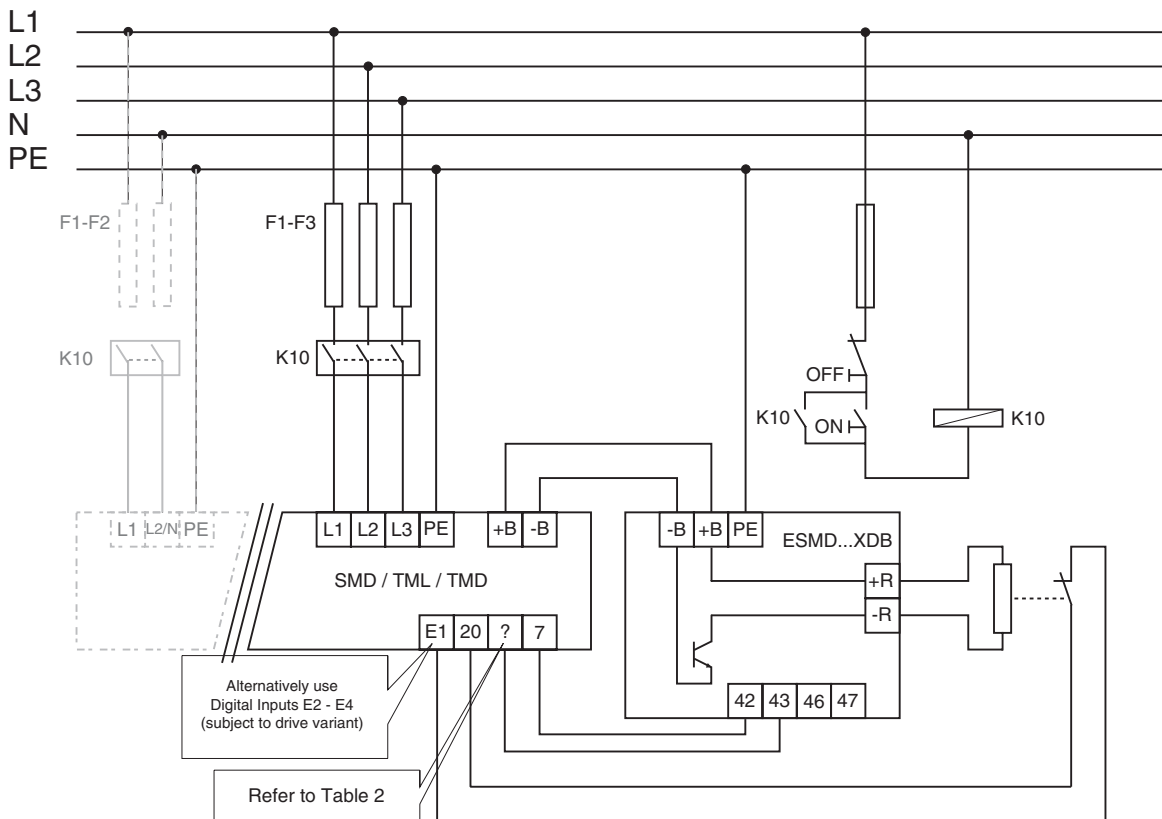 L1
L2
L3
N
PE
F1-F2
F1-F3
K10
K10
OFF
K10
ON
K10
L1 L2/N PE
L1 L2 L3 PE
+B -B
-B +B PE
ESMD...XDB
SMD / TML / TMD
+R
-R
E1 20 ? 7
42 43 46 47
Alternatively use
Digital Inputs E2 - E4
(subject to drive variant)
Refer to Table 2